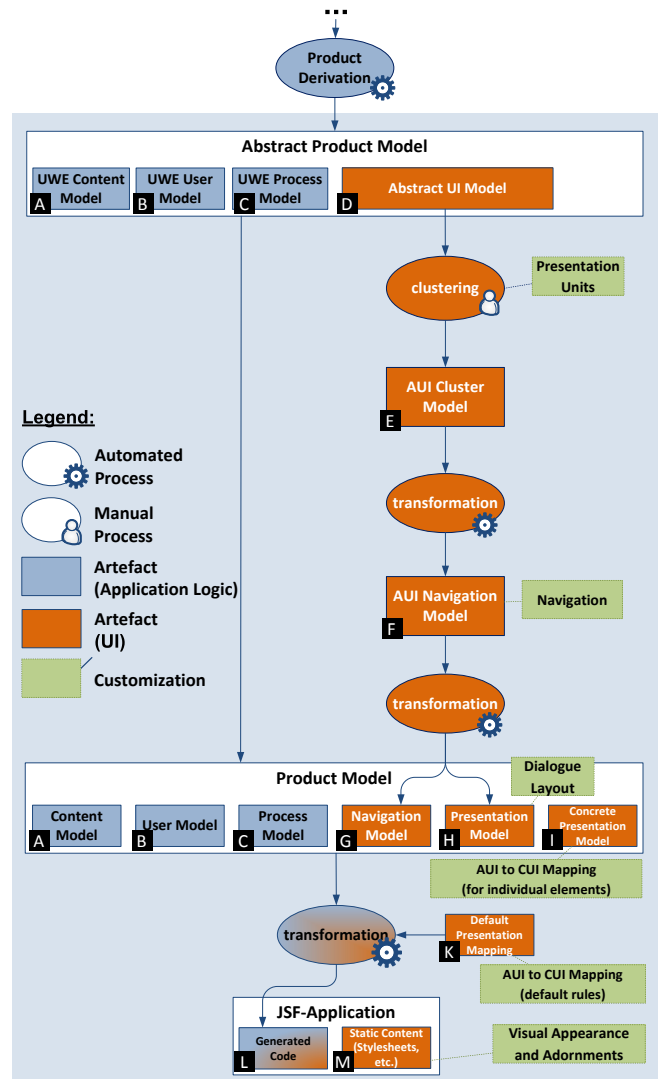 ...
Product
Derivation
Abstract Product Model
UWE Content
Model
A
UWE User
Model
B
UWE Process
Model
C
Abstract UI Model
D
clustering
Presentation
Units
AUI Cluster
Model
E
Legend:
Automated
Process
Manual
Process
Artefact
(Application Logic)
Artefact
(UI)
Customization
transformation
AUI Navigation
Model
F
Navigation
transformation
Dialogue
Layout
Product Model
Content
Model
A
User Model
B
Process
Model
C
Navigation
Model
G
Presentation
Model
H
Concrete
Presentation
Model
I
AUI to CUI Mapping
(for individual elements)
transformation
Default
Presentation
Mapping
K
AUI to CUI Mapping
(default rules)
JSF-Application
Generated
Code
L
Static Content
(Stylesheets,
etc.)
M
Visual Appearance
and Adornments